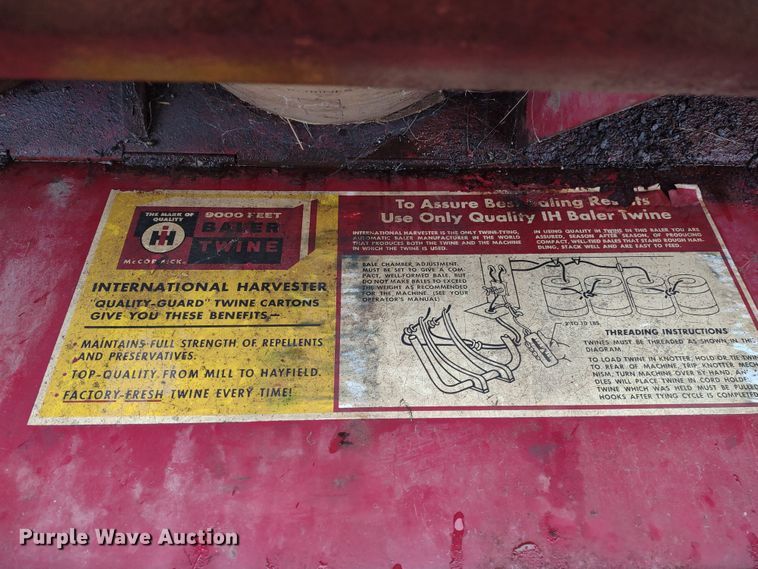 THE MARK OF
QUALITY
IH
McCORMICK
9000 FEET
BALER
TWINE
INTERNATIONAL HARVESTER
"QUALITY-GUARD" TWINE CARTONS
GIVE YOU THESE BENEFITS—
• MAINTAINS FULL STRENGTH OF REPELLENTS
AND PRESERVATIVES.
• TOP-QUALITY FROM MILL TO HAYFIELD.
• FACTORY-FRESH TWINE EVERY TIME!
To Assure Best Baling Results
Use Only Quality IH Baler Twine
INTERNATIONAL HARVESTER IS THE ONLY TWINE-TYING,
AUTOMATIC BALER MANUFACTURER IN THE WORLD
THAT PRODUCES BOTH THE TWINE AND THE MACHINE
IN WHICH THE TWINE IS USED.
IN USING QUALITY IH TWINE IN THIS BALER YOU ARE
ASSURED, SEASON AFTER SEASON, OF PRODUCING
COMPACT, WELL-TIED BALES THAT STAND ROUGH HAN-
DLING, STACK WELL AND ARE EASY TO FEED.
BALE CHAMBER ADJUSTMENT
MUST BE SET TO GIVE A COM-
PACT, WELL-FORMED BALE, BUT
DO NOT MAKE BALES TO EXCEED
THE WEIGHT AS RECOMMENDED
FOR THE MACHINE. (SEE YOUR
OPERATOR'S MANUAL)
TO 10 LBS.
THREADING INSTRUCTIONS
TWINES MUST BE THREADED AS SHOWN IN THIS
DIAGRAM
TO LOAD TWINE IN KNOTTER, HOLD OR TIE TWINE
TO REAR OF MACHINE, TRIP KNOTTER MECH
NISM, TURN MACHINE OVER BY HAND, AN
DLES WILL PLACE TWINE IN CORD HOLD
TWINE WHICH WAS HELD MUST BE PULLED
HOOKS AFTER TYING CYCLE IS COMPLETED
Purple Wave Auction